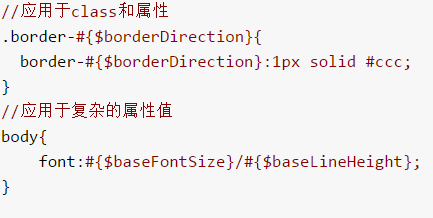 //应用于class和属性
.border-#{$borderDirection}{
  border-#{$borderDirection}:1px solid #ccc;
}
//应用于复杂的属性值
body{
    font:#{$baseFontSize}/#{$baseLineHeight};
}